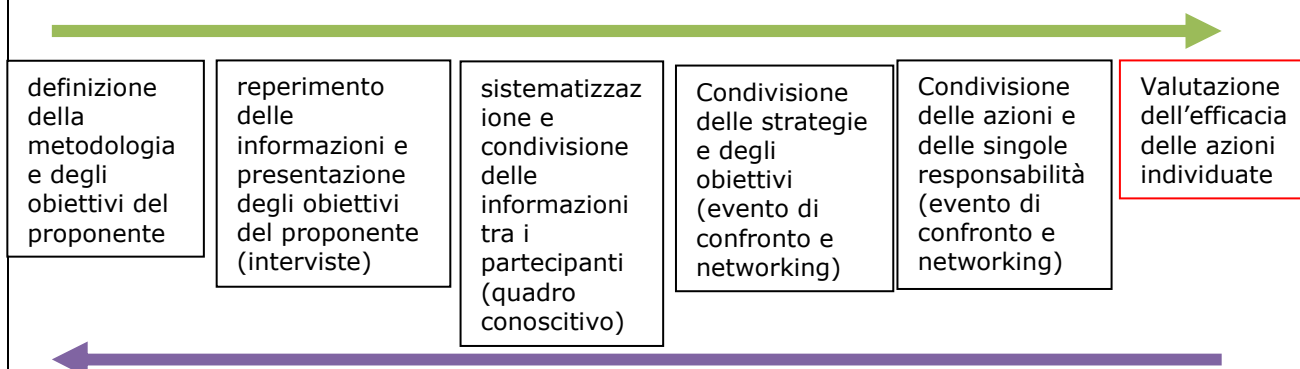 definizione
della
metodologia
e degli
obiettivi del
proponente
reperimento
delle
informazioni e
presentazione
degli obiettivi
del proponente
(interviste)
sistematizzaz
ione e
condivisione
delle
informazioni
tra i
partecipanti
(quadro
conoscitivo)
Condivisione
delle strategie
e degli
obiettivi
(evento di
confronto e
networking)
Condivisione
delle azioni e
delle singole
responsabilità
(evento di
confronto e
networking)
Valutazione
dell’efficacia
delle azioni
individuate